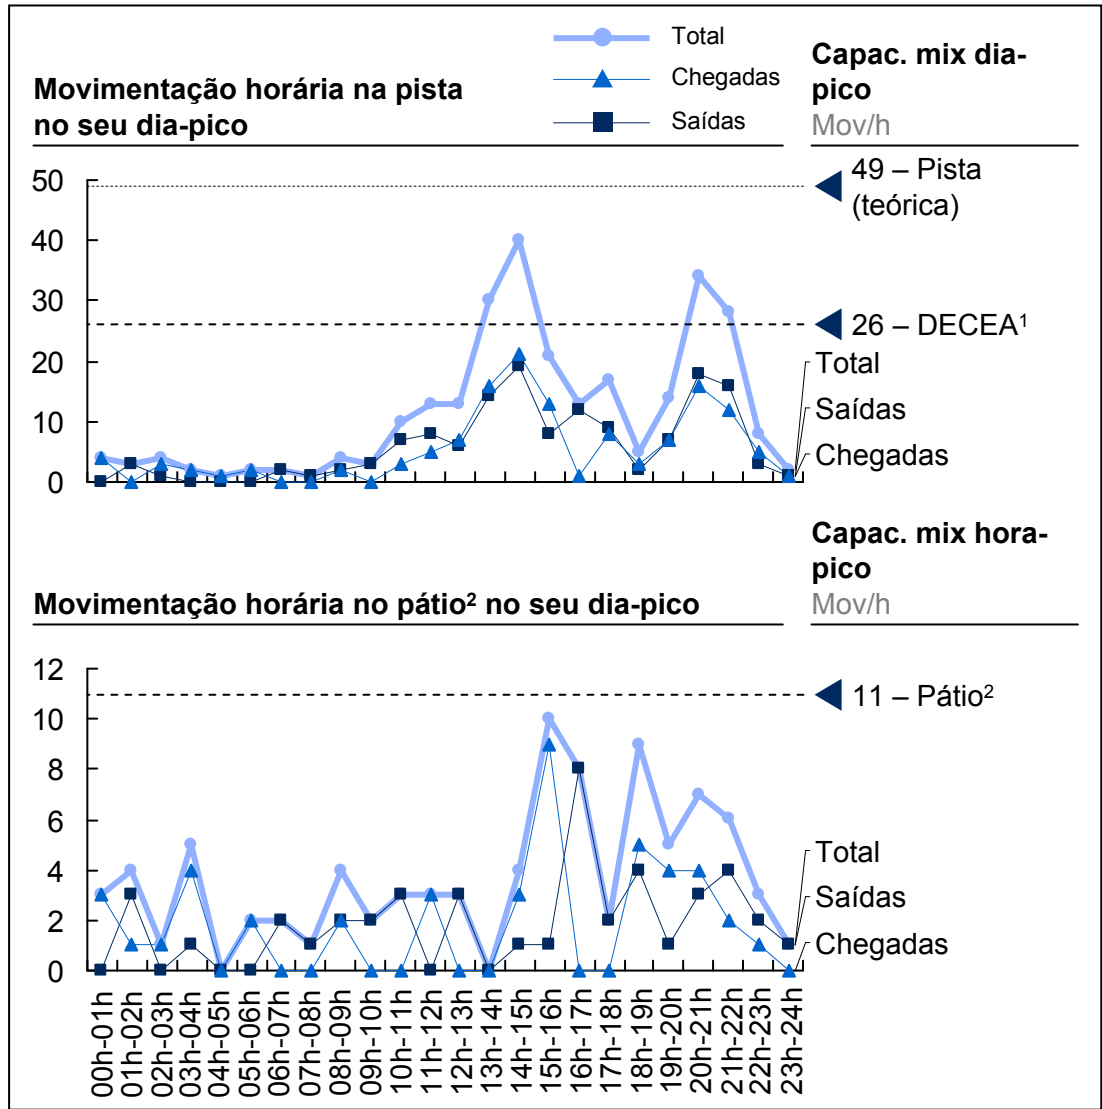 Total
Chegadas
Saídas
Movimentação horária na pista
no seu dia-pico
Capac. mix dia-
pico
Mov/h
50
40
30
20
10
0
49 – Pista
(teórica)
26 – DECEA¹
Total
Saídas
Chegadas
Movimentação horária no pátio² no seu dia-pico
Capac. mix hora-
pico
Mov/h
12
10
8
6
4
2
0
11 – Pátio²
Total
Saídas
Chegadas
00h-01h
01h-02h
02h-03h
03h-04h
04h-05h
05h-06h
06h-07h
07h-08h
08h-09h
09h-10h
10h-11h
11h-12h
12h-13h
13h-14h
14h-15h
15h-16h
16h-17h
17h-18h
18h-19h
19h-20h
20h-21h
21h-22h
22h-23h
23h-24h